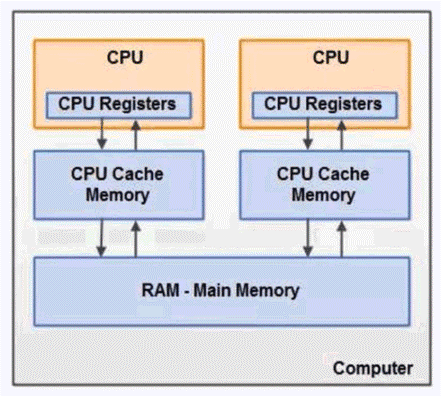 CPU
CPU
CPU Registers
CPU Registers
CPU Cache
Memory
CPU Cache
Memory
RAM - Main Memory
Computer